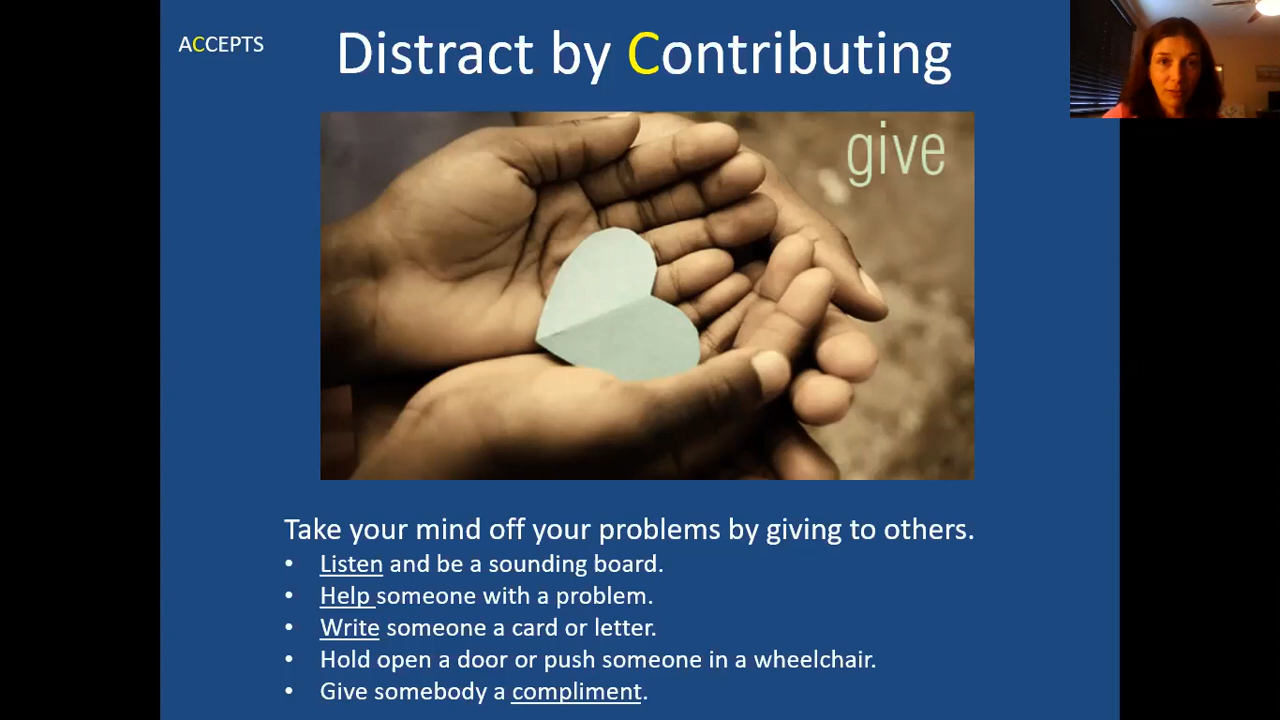 ACCEPTS
Distract by Contributing
give
Take your mind off your problems by giving to others.
• Listen and be a sounding board.
• Help someone with a problem.
• Write someone a card or letter.
• Hold open a door or push someone in a wheelchair.
• Give somebody a compliment.